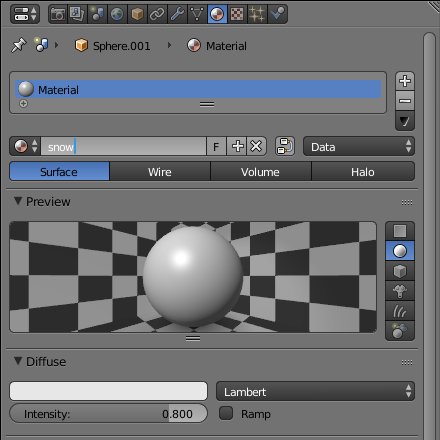 Sphere.001 Material
Material
snow F Data
Surface Wire Volume Halo
Preview
Diffuse
Lambert
Intensity: 0.800 Ramp